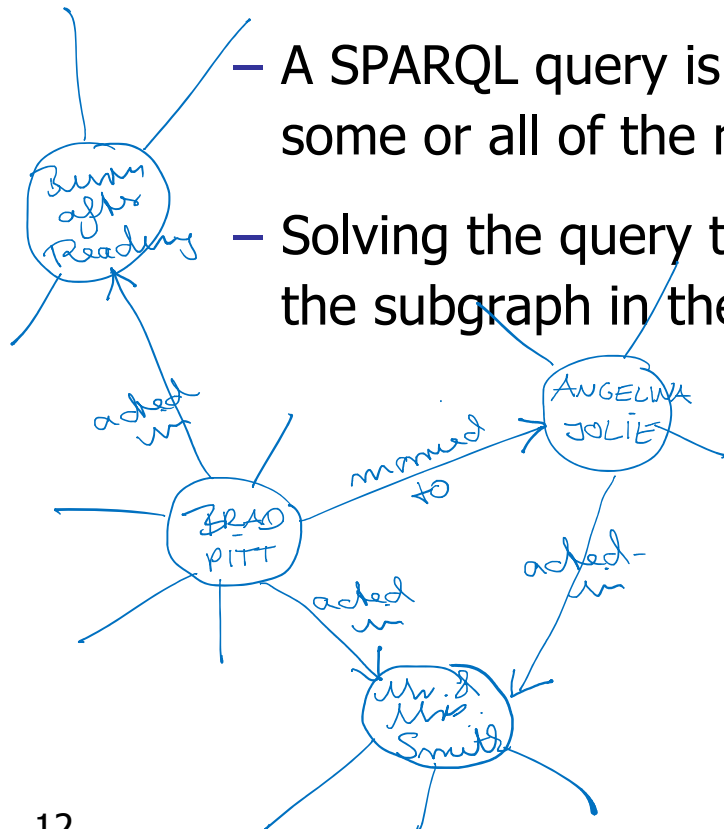 – A SPARQL query is
some or all of the
– Solving the query
the subgraph in the
Burn
after
Reading
acted
in
married
to
ANGELINA
JOLIE
BRAD
PITT
acted
in
acted-
in
Mr. &
Mrs.
Smith
12